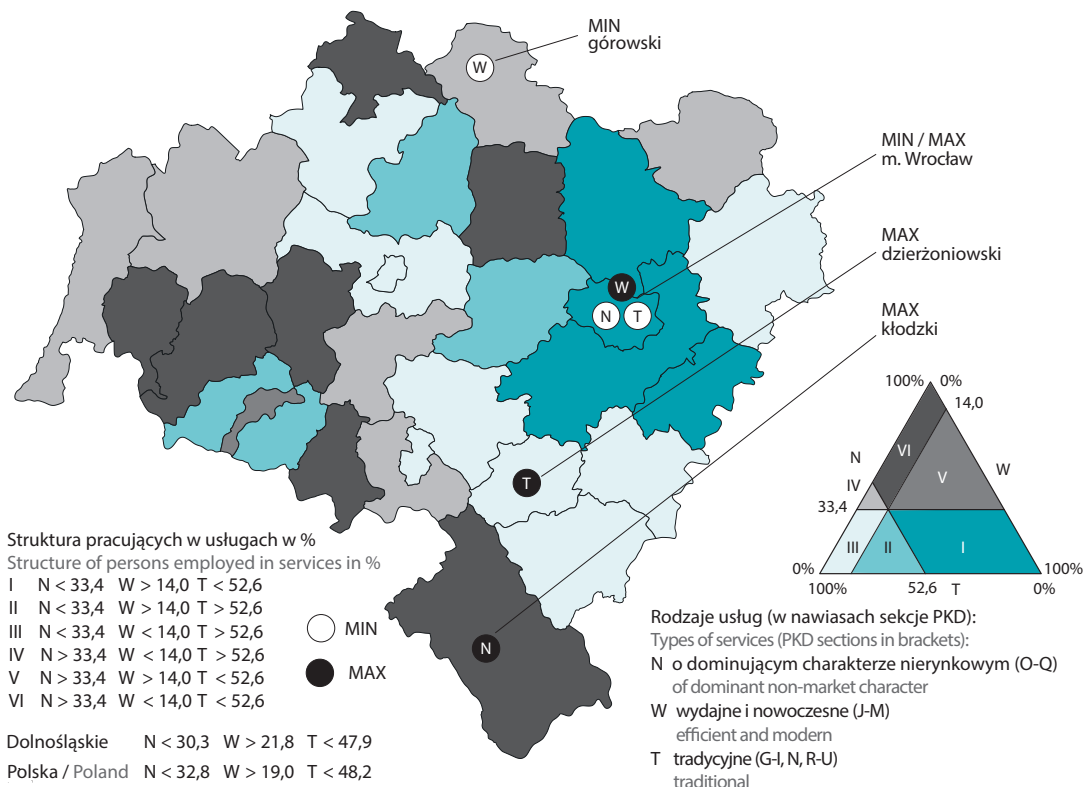 MIN
górowski
W
MIN / MAX
m. Wrocław
MAX
dzierżoniowski
MAX
kłodzki
W
N T
T
N
100% 0%
14,0
VI
N
W
IV
V
33,4
III II I
0% 100%
100% 52,6 T 0%
Struktura pracujących w usługach w %
Structure of persons employed in services in %
I N < 33,4 W > 14,0 T < 52,6
II N < 33,4 W > 14,0 T > 52,6
III N < 33,4 W < 14,0 T > 52,6
IV N > 33,4 W < 14,0 T > 52,6
V N > 33,4 W > 14,0 T < 52,6
VI N > 33,4 W < 14,0 T < 52,6
MIN
MAX
Dolnośląskie N < 30,3 W > 21,8 T < 47,9
Polska / Poland N < 32,8 W > 19,0 T < 48,2
Rodzaje usług (w nawiasach sekcje PKD):
Types of services (PKD sections in brackets):
N o dominującym charakterze nierynkowym (O-Q)
of dominant non-market character
W wydajne i nowoczesne (J-M)
efficient and modern
T tradycyjne (G-I, N, R-U)
traditional